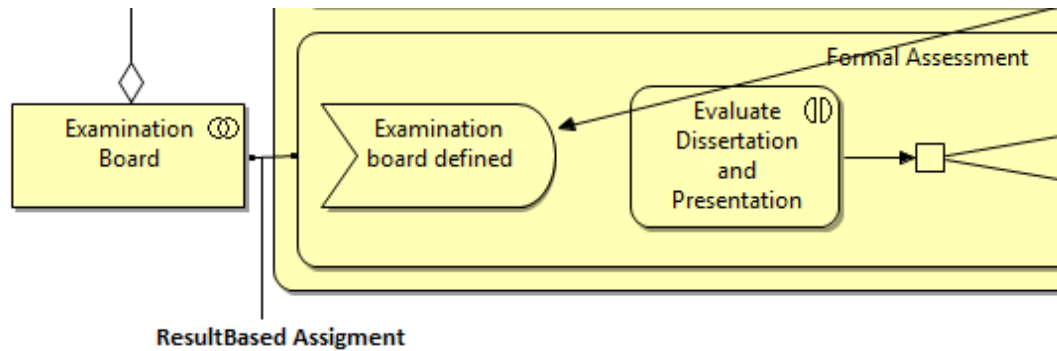 Formal Assessment
Examination
Board
Examination
board defined
Evaluate
Dissertation
and
Presentation
ResultBased Assigment